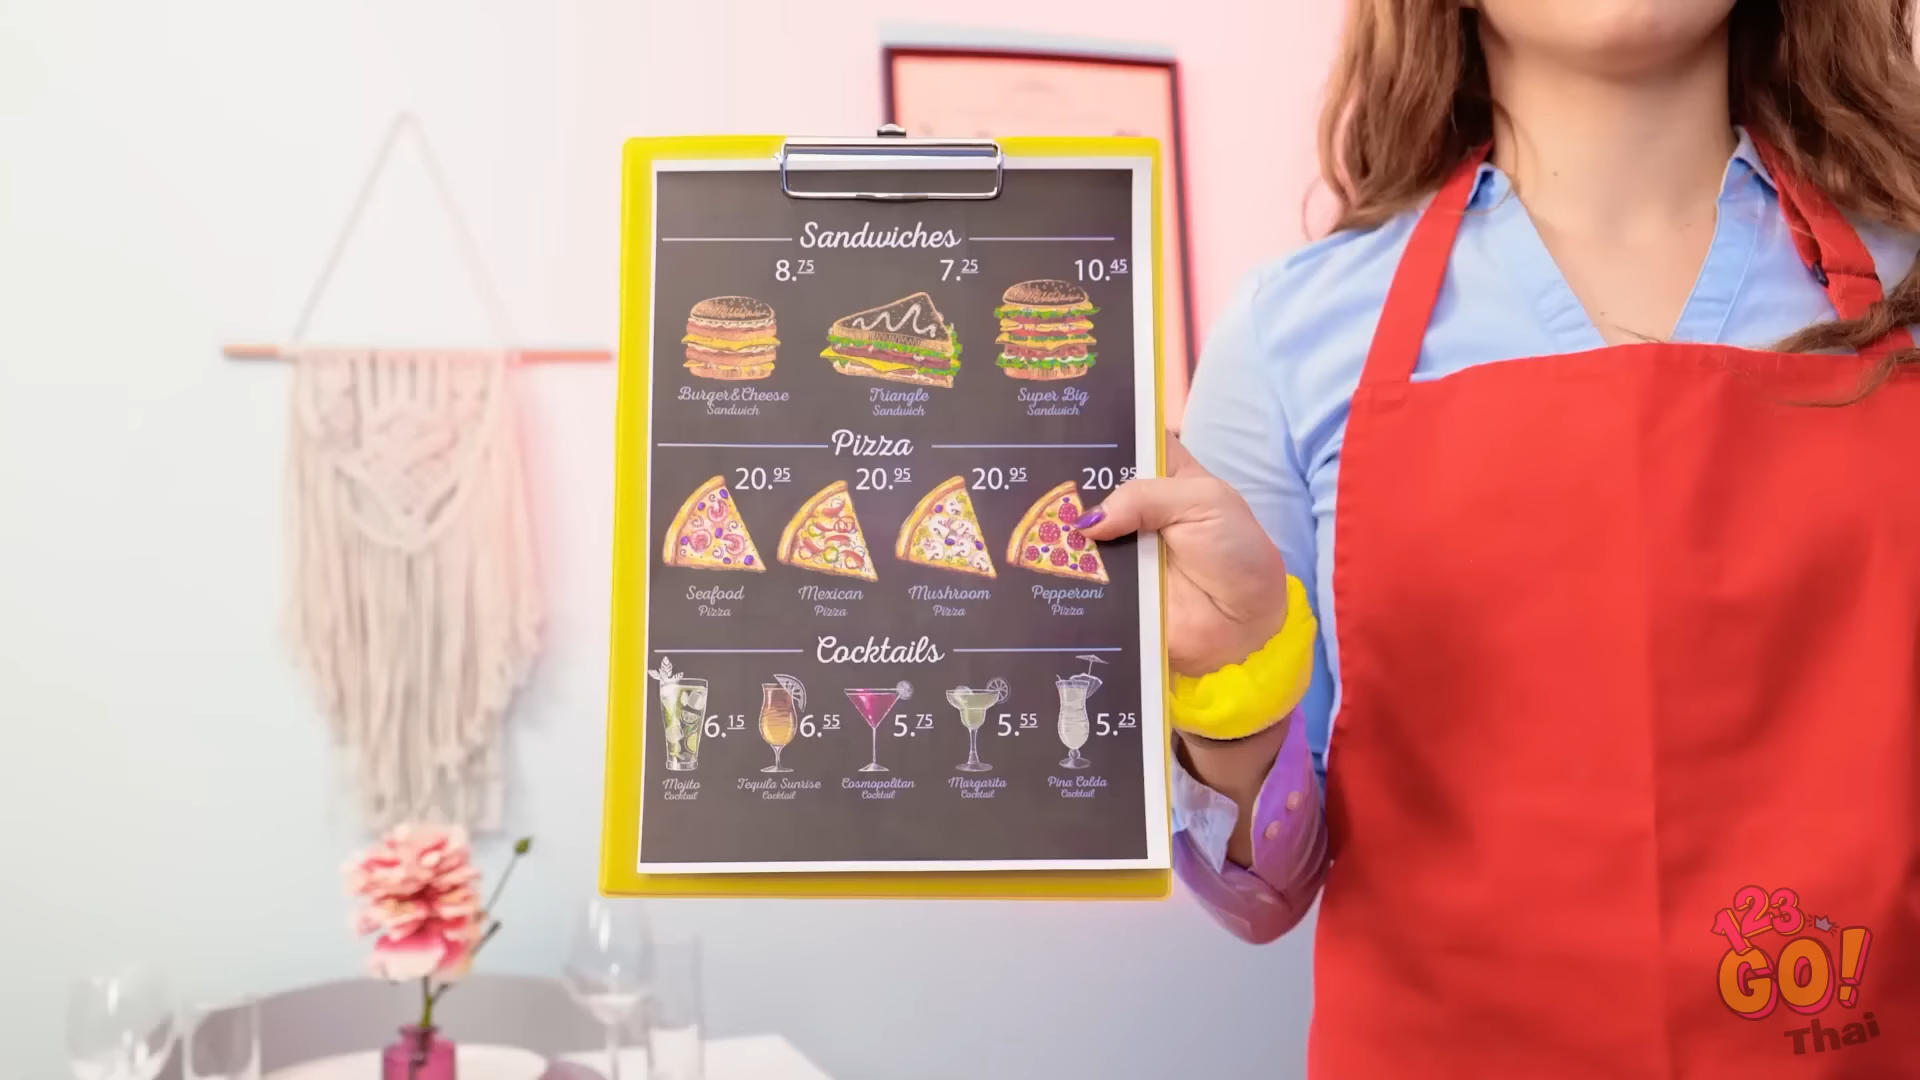 Sandwiches
8.75 7.25 10.45
Burger&Cheese Triangle Super Big
Sandwich Sandwich Sandwich
Pizza
20.95 20.95 20.95 20.95
Seafood Mexican Mushroom Pepperoni
Pizza Pizza Pizza Pizza
Cocktails
6.15 6.55 5.75 5.55 5.25
Mojito Tequila Sunrise Cosmopolitan Margarita Pina Colda
Cocktail Cocktail Cocktail Cocktail Cocktail
123
GO!
Thai